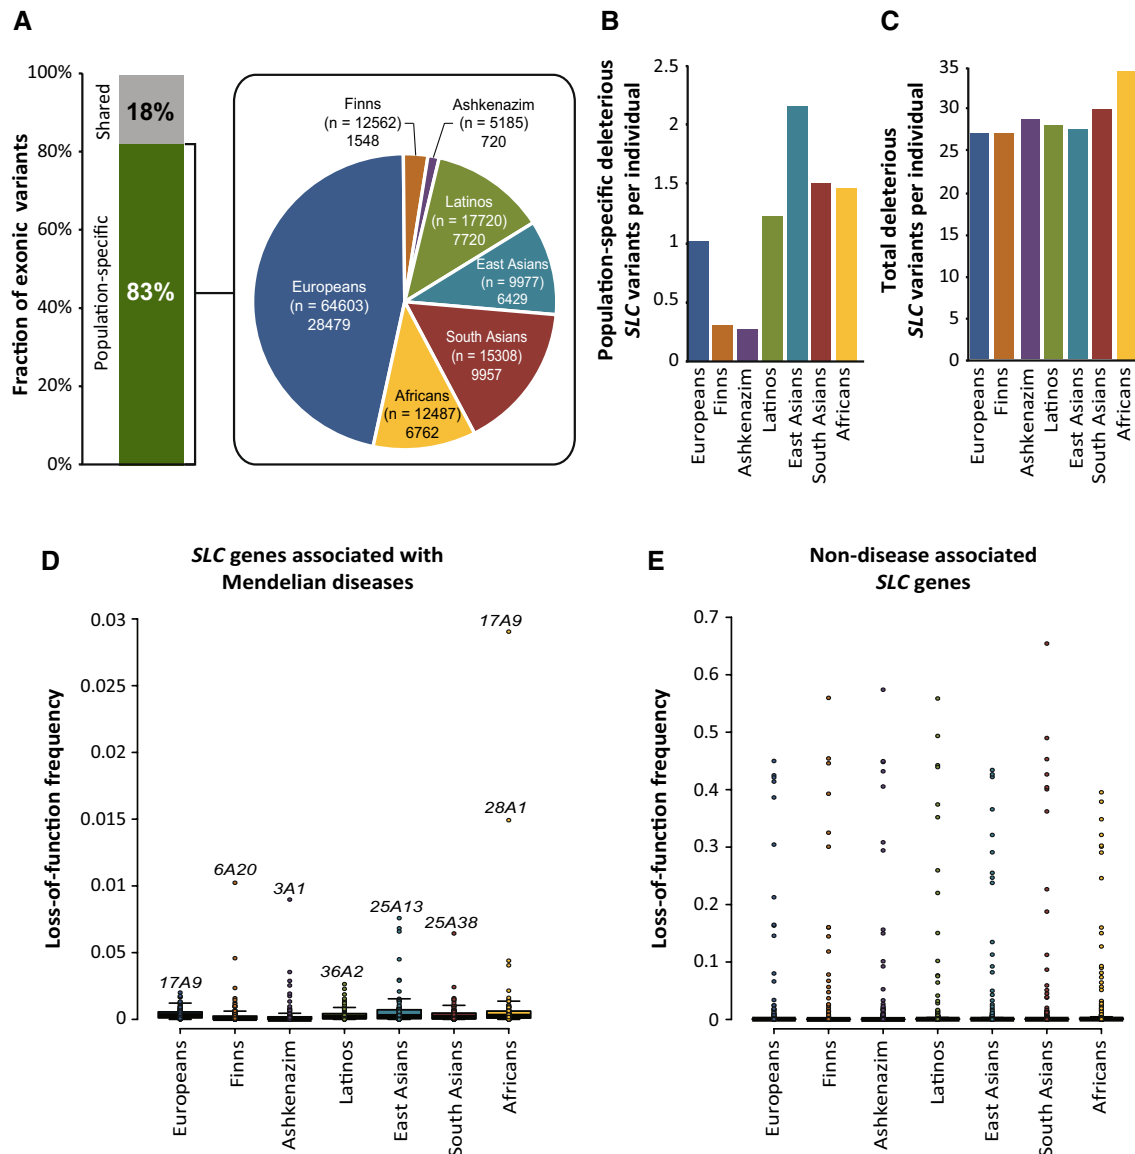 A
100%
80%
60%
40%
20%
0%
Fraction of exonic variants
Shared
Population-specific
18%
83%
Finns
(n = 12562)
1548
Ashkenazim
(n = 5185)
720
Latinos
(n = 17720)
7720
East Asians
(n = 9977)
6429
South Asians
(n = 15308)
9957
Africans
(n = 12487)
6762
Europeans
(n = 64603)
28479
B
Population-specific deleterious
SLC variants per individual
2.5
2
1.5
1
0.5
0
Europeans
Finns
Ashkenazim
Latinos
East Asians
South Asians
Africans
C
Total deleterious
SLC variants per individual
35
30
25
20
15
10
5
0
Europeans
Finns
Ashkenazim
Latinos
East Asians
South Asians
Africans
D
SLC genes associated with
Mendelian diseases
Loss-of-function frequency
0.03
0.025
0.02
0.015
0.01
0.05
0
17A9
6A20
3A1
36A2
25A13
25A38
28A1
17A9
Europeans
Finns
Ashkenazim
Latinos
East Asians
South Asians
Africans
E
Non-disease associated
SLC genes
Loss-of-function frequency
0.7
0.6
0.5
0.4
0.3
0.2
0.1
0
Europeans
Finns
Ashkenazim
Latinos
East Asians
South Asians
Africans